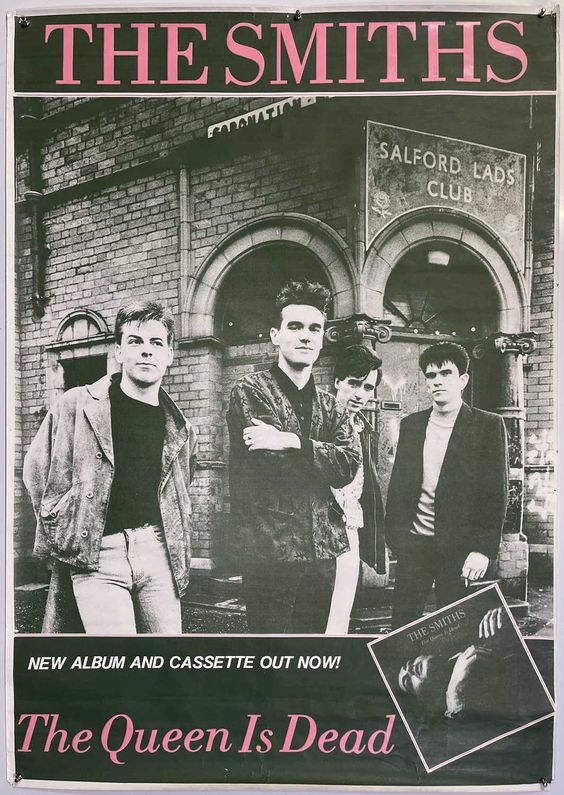 THE SMITHS
CORONATION
SALFORD LADS
CLUB
NEW ALBUM AND CASSETTE OUT NOW!
THE SMITHS
The Queen Is Dead
The Queen Is Dead